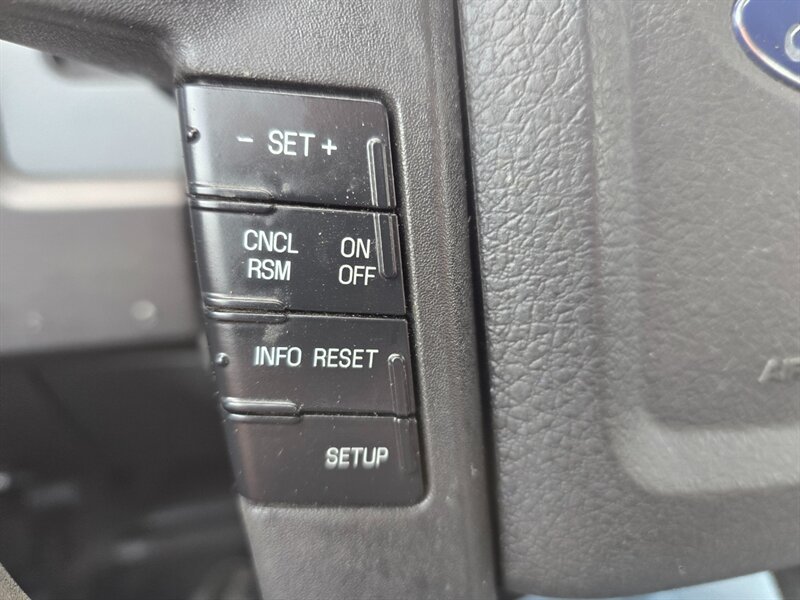 - SET +
CNCL ON
RSM OFF
INFO RESET
SETUP